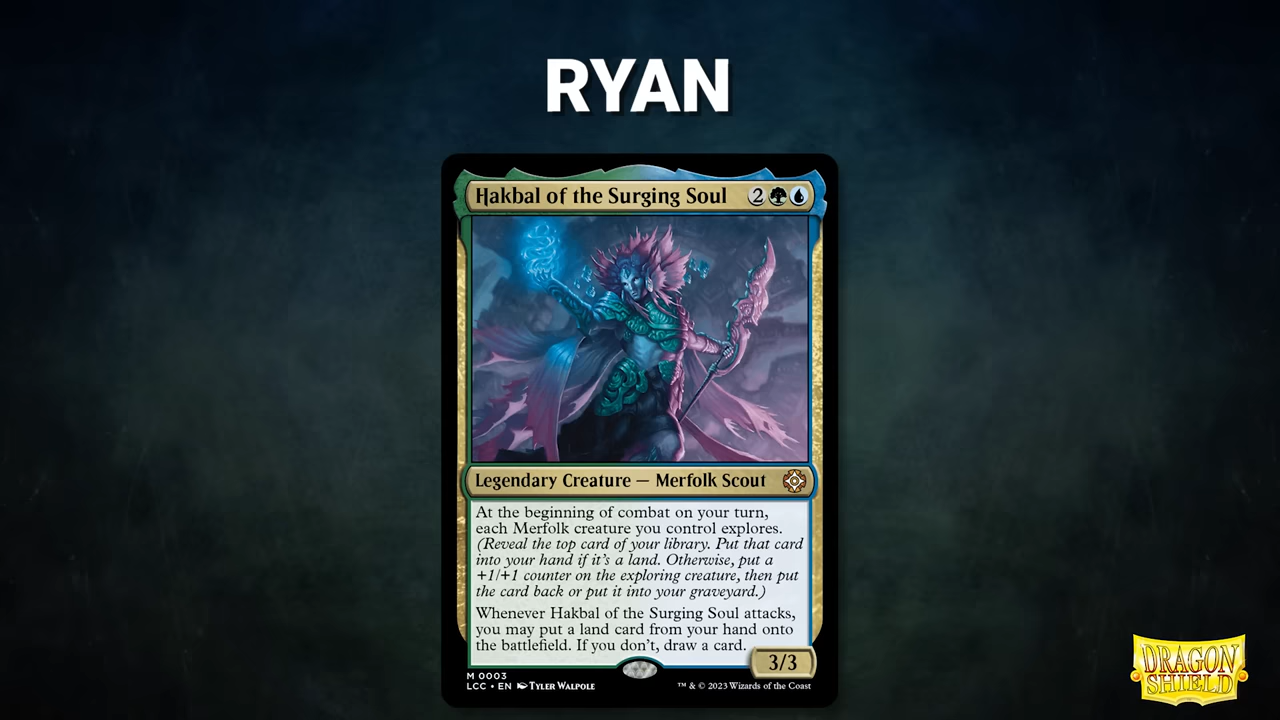 RYAN
Hakbal of the Surging Soul 2
Legendary Creature — Merfolk Scout
At the beginning of combat on your turn,
each Merfolk creature you control explores.
(Reveal the top card of your library. Put that card
into your hand if it's a land. Otherwise, put a
+1/+1 counter on the exploring creature, then put
the card back or put it into your graveyard.)
Whenever Hakbal of the Surging Soul attacks,
you may put a land card from your hand onto
the battlefield. If you don't, draw a card.
3/3
M 0003
LCC • EN TYLER WALPOLE
™ & © 2023 Wizards of the Coast
DRAGON
SHIELD